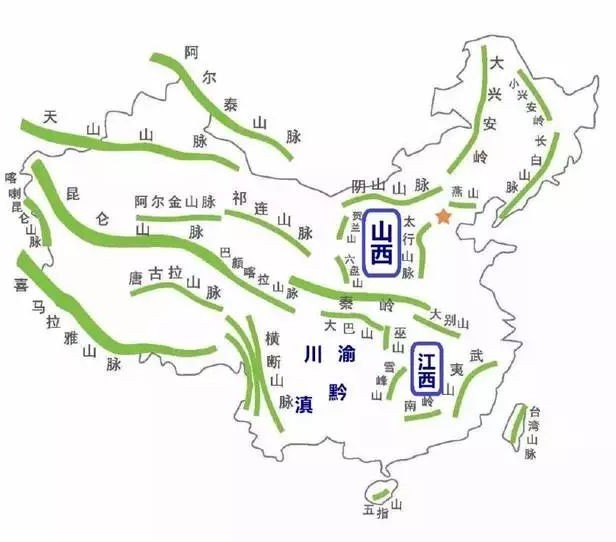 阿尔泰山脉
天山山脉
大兴安岭
小兴安岭
长白山脉
喀喇昆仑山脉
昆仑山脉
阿尔金山脉
祁连山脉
阴山山脉
燕山
贺兰山
山西
太行山脉
六盘山
巴颜喀拉山脉
唐古拉山脉
喜马拉雅山脉
秦岭
大别山
大巴山
巫山
横断山脉
川
渝
黔
滇
雪峰山
江西
武夷山
南岭
台湾山脉
五指山